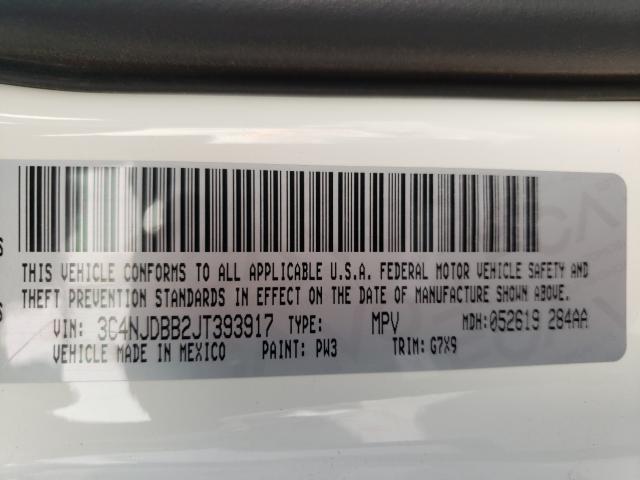 THIS VEHICLE CONFORMS TO ALL APPLICABLE U.S.A. FEDERAL MOTOR VEHICLE SAFETY AND
THEFT PREVENTION STANDARDS IN EFFECT ON THE DATE OF MANUFACTURE SHOWN ABOVE.
VIN: 3C4NJDBB2JT393917 TYPE: MPV MDH: 052619 284AA
VEHICLE MADE IN MEXICO PAINT: PW3 TRIM: G7X9